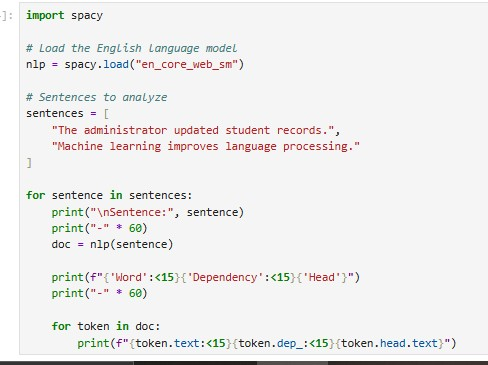 ]:
import spacy
# Load the English language model
nlp = spacy.load("en_core_web_sm")
# Sentences to analyze
sentences = [
    "The administrator updated student records.",
    "Machine learning improves language processing."
]
for sentence in sentences:
    print("\nSentence:", sentence)
    print("-" * 60)
    doc = nlp(sentence)
    print(f"{'Word':<15}{'Dependency':<15}{'Head'}")
    print("-" * 60)
    for token in doc:
        print(f"{token.text:<15}{token.dep_:<15}{token.head.text}")